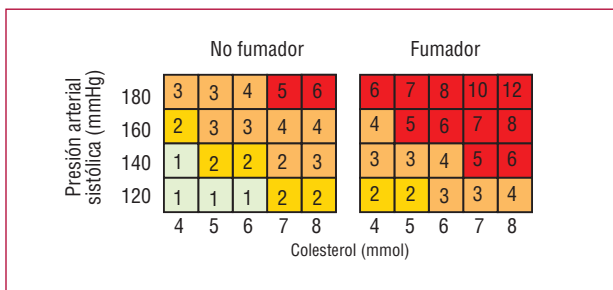 No fumador Fumador
Presión arterial
sistólica (mmHg)
180 3 3 4 5 6 6 7 8 10 12
160 2 3 3 4 4 4 5 6 7 8
140 1 2 2 2 3 3 3 4 5 6
120 1 1 1 2 2 2 2 3 3 4
4 5 6 7 8 4 5 6 7 8
Colesterol (mmol)